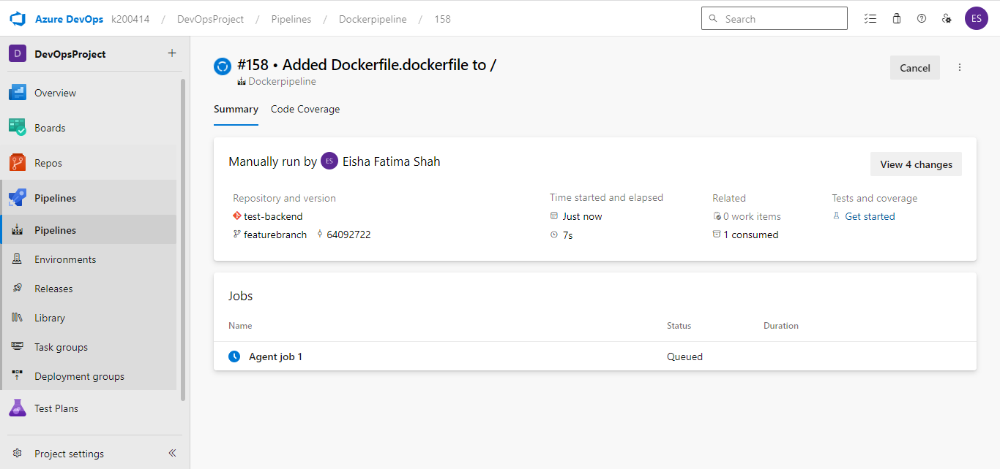 Azure DevOps k200414 / DevOpsProject / Pipelines / Dockerpipeline / 158
Search
ES
D DevOpsProject +
Overview
Boards
Repos
Pipelines
Pipelines
Environments
Releases
Library
Task groups
Deployment groups
Test Plans
Project settings
#158 • Added Dockerfile.dockerfile to /
Dockerpipeline
Cancel
Summary Code Coverage
Manually run by ES Eisha Fatima Shah
View 4 changes
Repository and version
test-backend
featurebranch 64092722
Time started and elapsed
Just now
7s
Related
0 work items
1 consumed
Tests and coverage
Get started
Jobs
Name Status Duration
Agent job 1 Queued